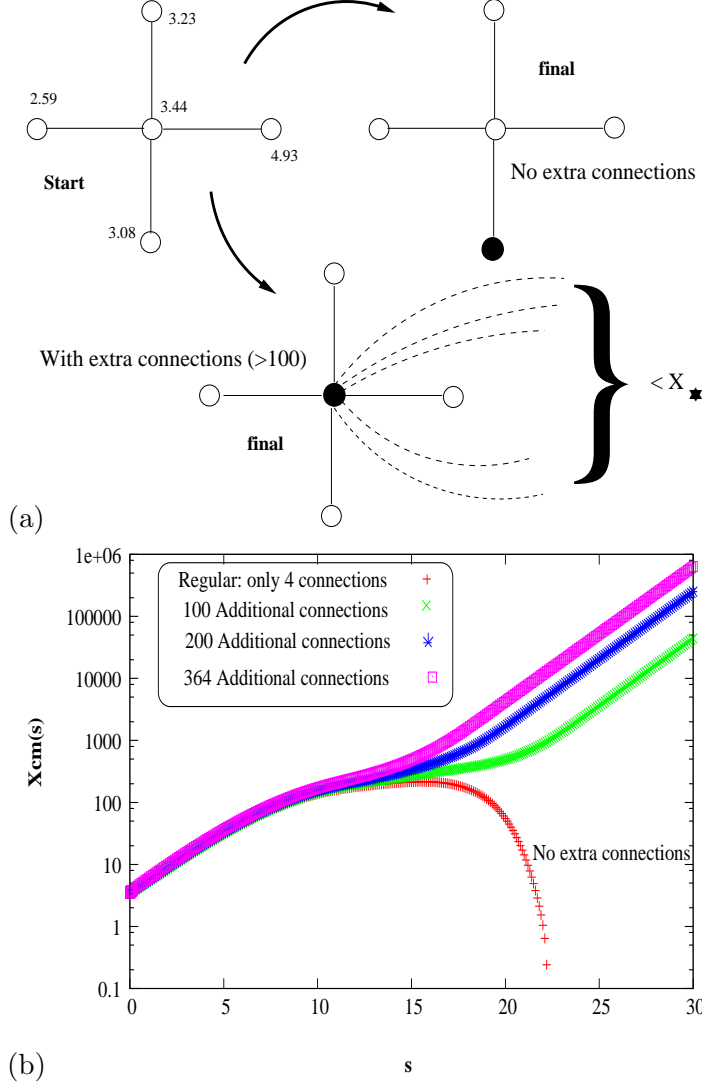 3.23
2.59
3.44
4.93
Start
3.08
final
No extra connections
With extra connections (>100)
final
< X
(a)
1e+06
100000
10000
1000
100
10
1
0.1
Xcm(s)
Regular: only 4 connections
100 Additional connections
200 Additional connections
364 Additional connections
No extra connections
0 5 10 15 20 25 30
(b)
s